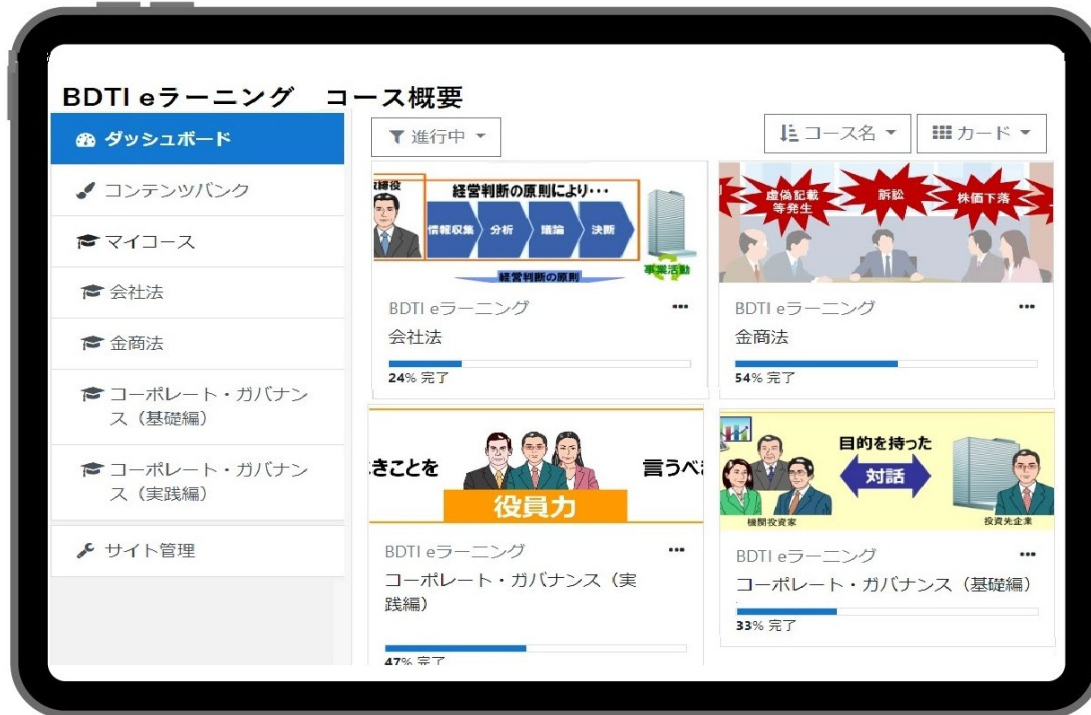 BDTI eラーニング　コース概要
ダッシュボード
コンテンツバンク
マイコース
会社法
金商法
コーポレート・ガバナン
ス（基礎編）
コーポレート・ガバナン
ス（実践編）
サイト管理
進行中
コース名
カード
取締役
経営判断の原則により・・・
情報収集
分析
議論
決断
経営判断の原則
事業活動
BDTI eラーニング
会社法
24% 完了
虚偽記載
等発生
訴訟
株価下落
BDTI eラーニング
金商法
54% 完了
きことを
言うべき
役員力
BDTI eラーニング
コーポレート・ガバナンス（実
践編）
47% 完了
目的を持った
対話
機関投資家
投資先企業
BDTI eラーニング
コーポレート・ガバナンス（基礎編）
33% 完了